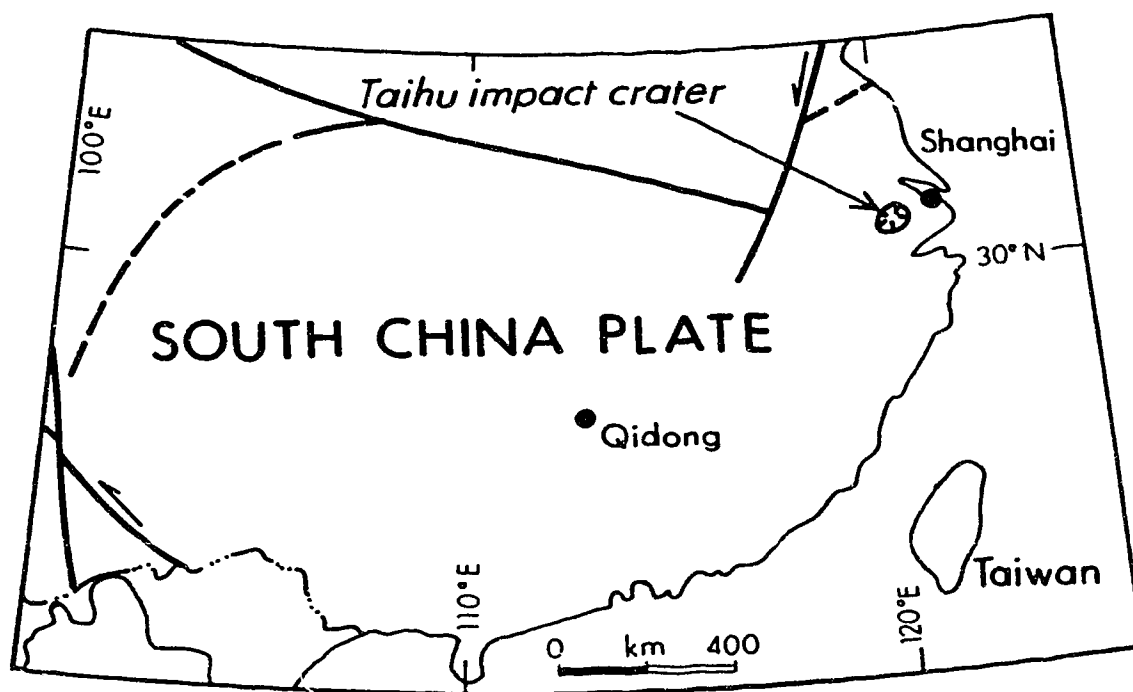 Taihu impact crater
100°E
Shanghai
30° N
SOUTH CHINA PLATE
Qidong
Taiwan
110°E
0 km 400
120°E